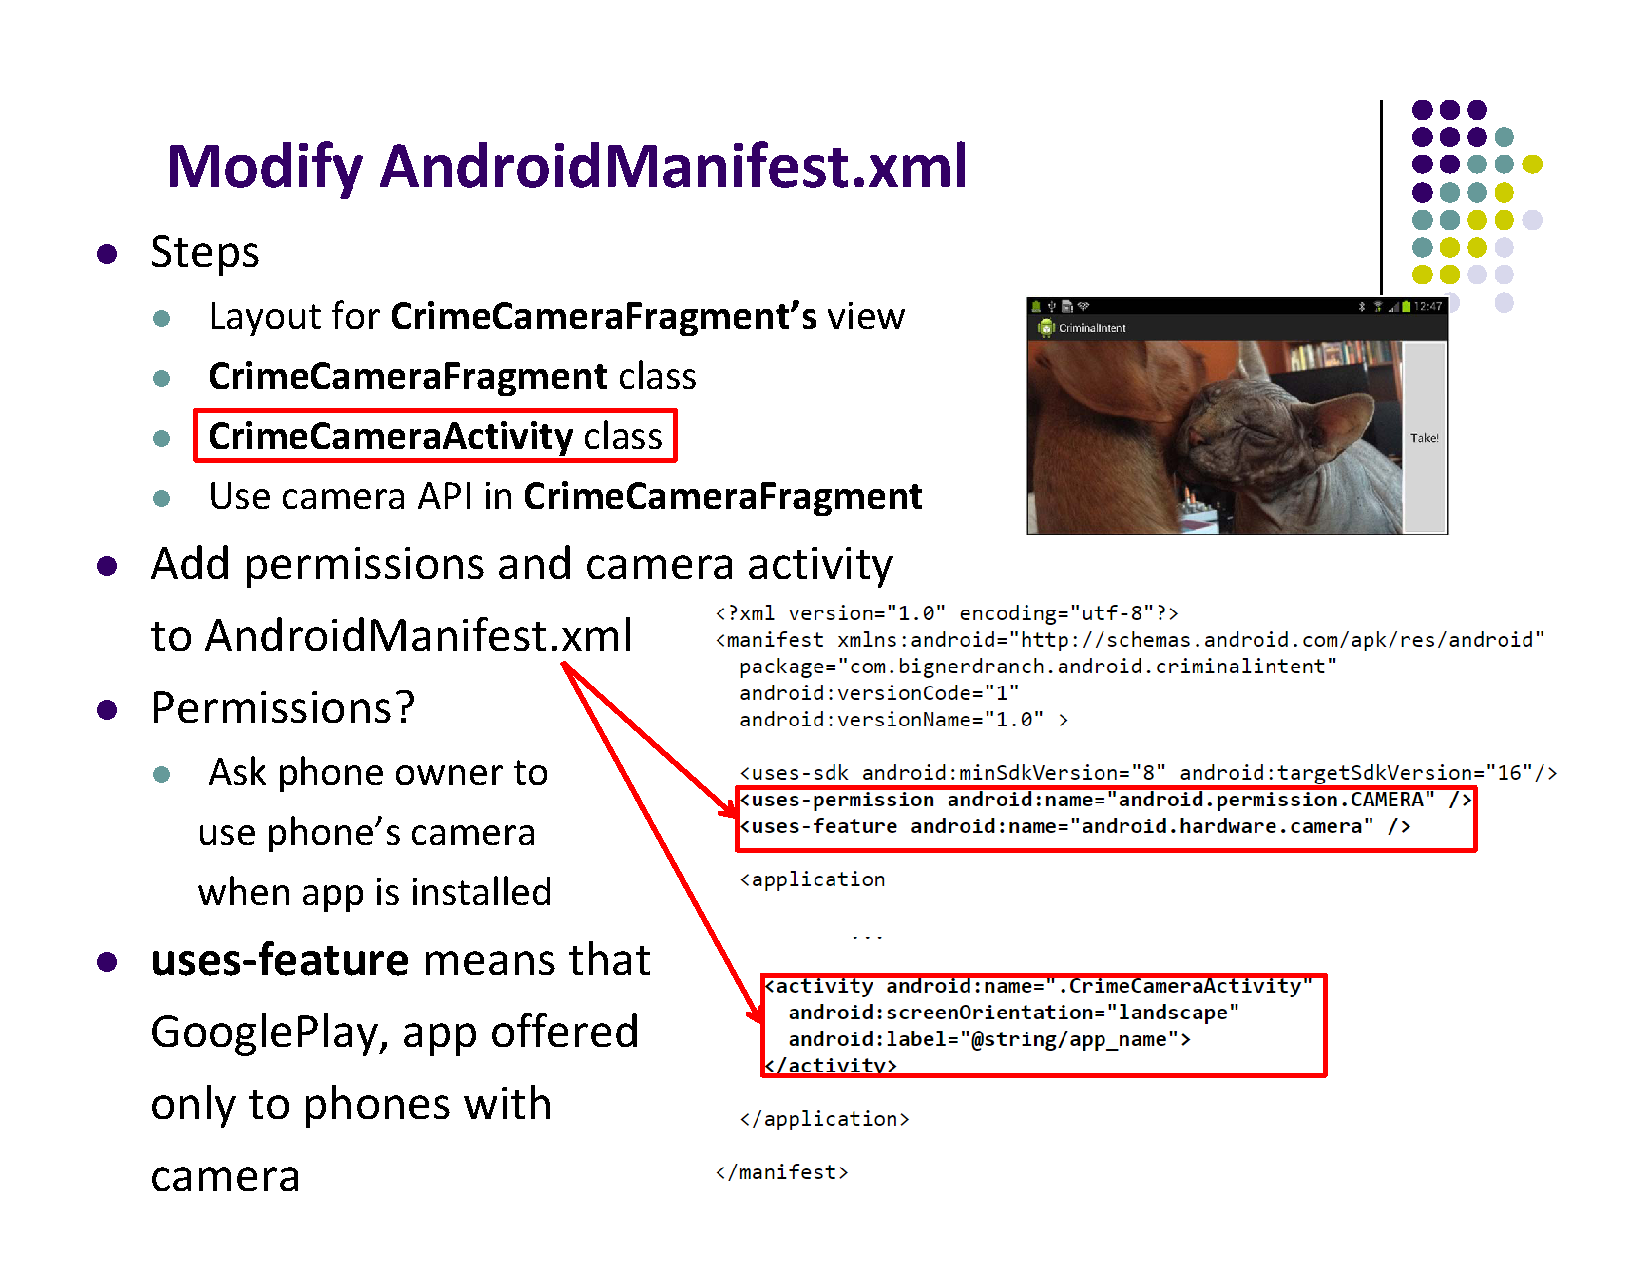 Modify AndroidManifest.xml
Steps
Layout for CrimeCameraFragment’s view
CrimeCameraFragment class
CrimeCameraActivity class
Use camera API in CrimeCameraFragment
Add permissions and camera activity
to AndroidManifest.xml
Permissions?
Ask phone owner to
use phone’s camera
when app is installed
uses-feature means that
GooglePlay, app offered
only to phones with
camera
12:47
CriminalIntent
Take!
<?xml version="1.0" encoding="utf-8"?>
<manifest xmlns:android="http://schemas.android.com/apk/res/android"
package="com.bignerdranch.android.criminalintent"
android:versionCode="1"
android:versionName="1.0" >
<uses-sdk android:minSdkVersion="8" android:targetSdkVersion="16"/>
<uses-permission android:name="android.permission.CAMERA" />
<uses-feature android:name="android.hardware.camera" />
<application
...
<activity android:name=".CrimeCameraActivity"
android:screenOrientation="landscape"
android:label="@string/app_name">
</activity>
</application>
</manifest>